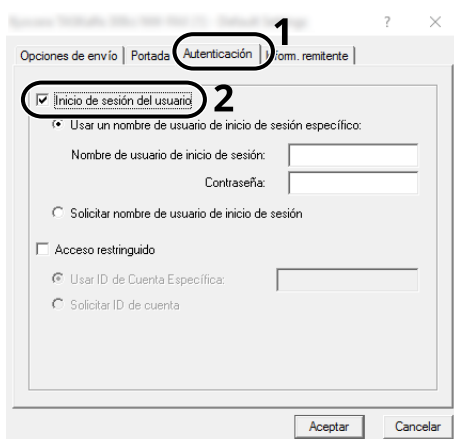 ? ×
Opciones de envío Portada Autenticación Inform. remitente
1
Inicio de sesión del usuario 2
Usar un nombre de usuario de inicio de sesión específico:
Nombre de usuario de inicio de sesión:
Contraseña:
Solicitar nombre de usuario de inicio de sesión
Acceso restringido
Usar ID de Cuenta Específica:
Solicitar ID de cuenta
Aceptar Cancelar